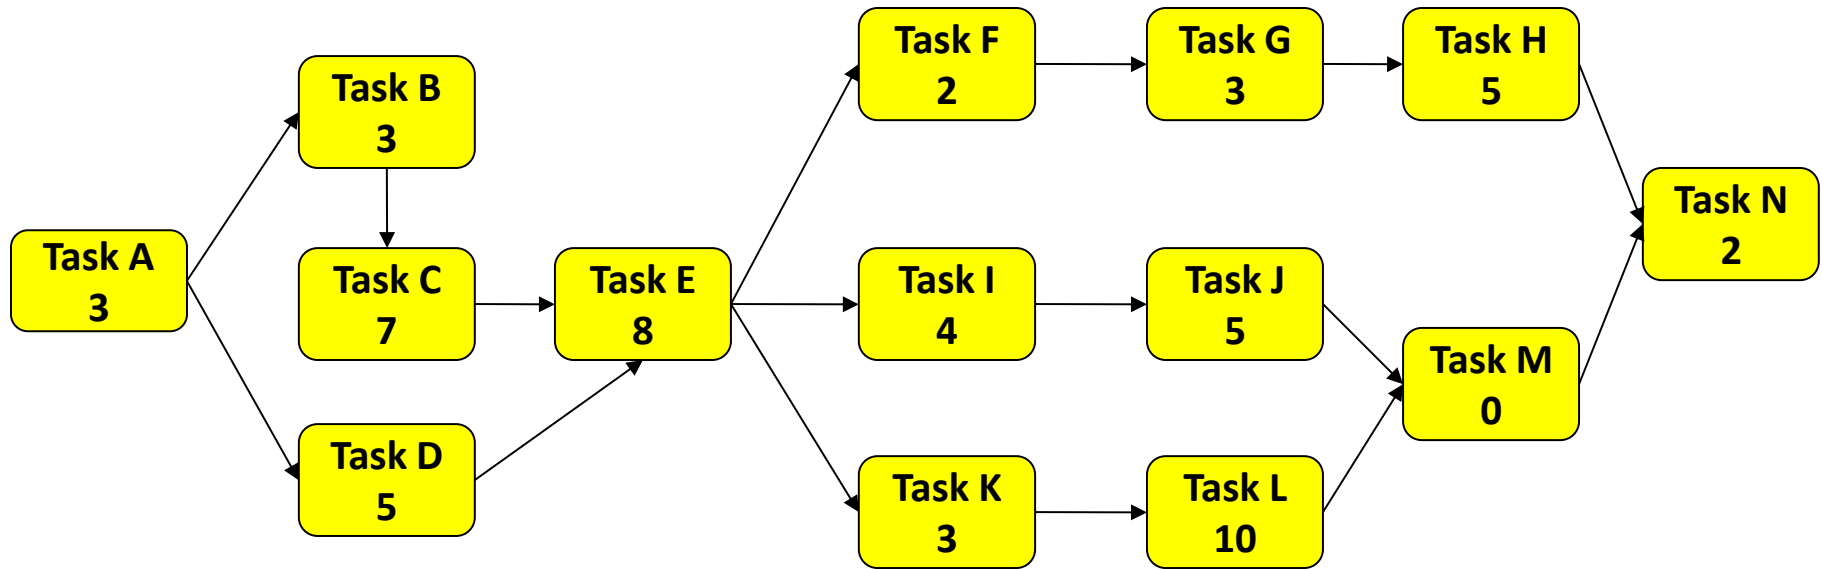 Task A
3
Task B
3
Task C
7
Task D
5
Task E
8
Task F
2
Task G
3
Task H
5
Task I
4
Task J
5
Task K
3
Task L
10
Task M
0
Task N
2